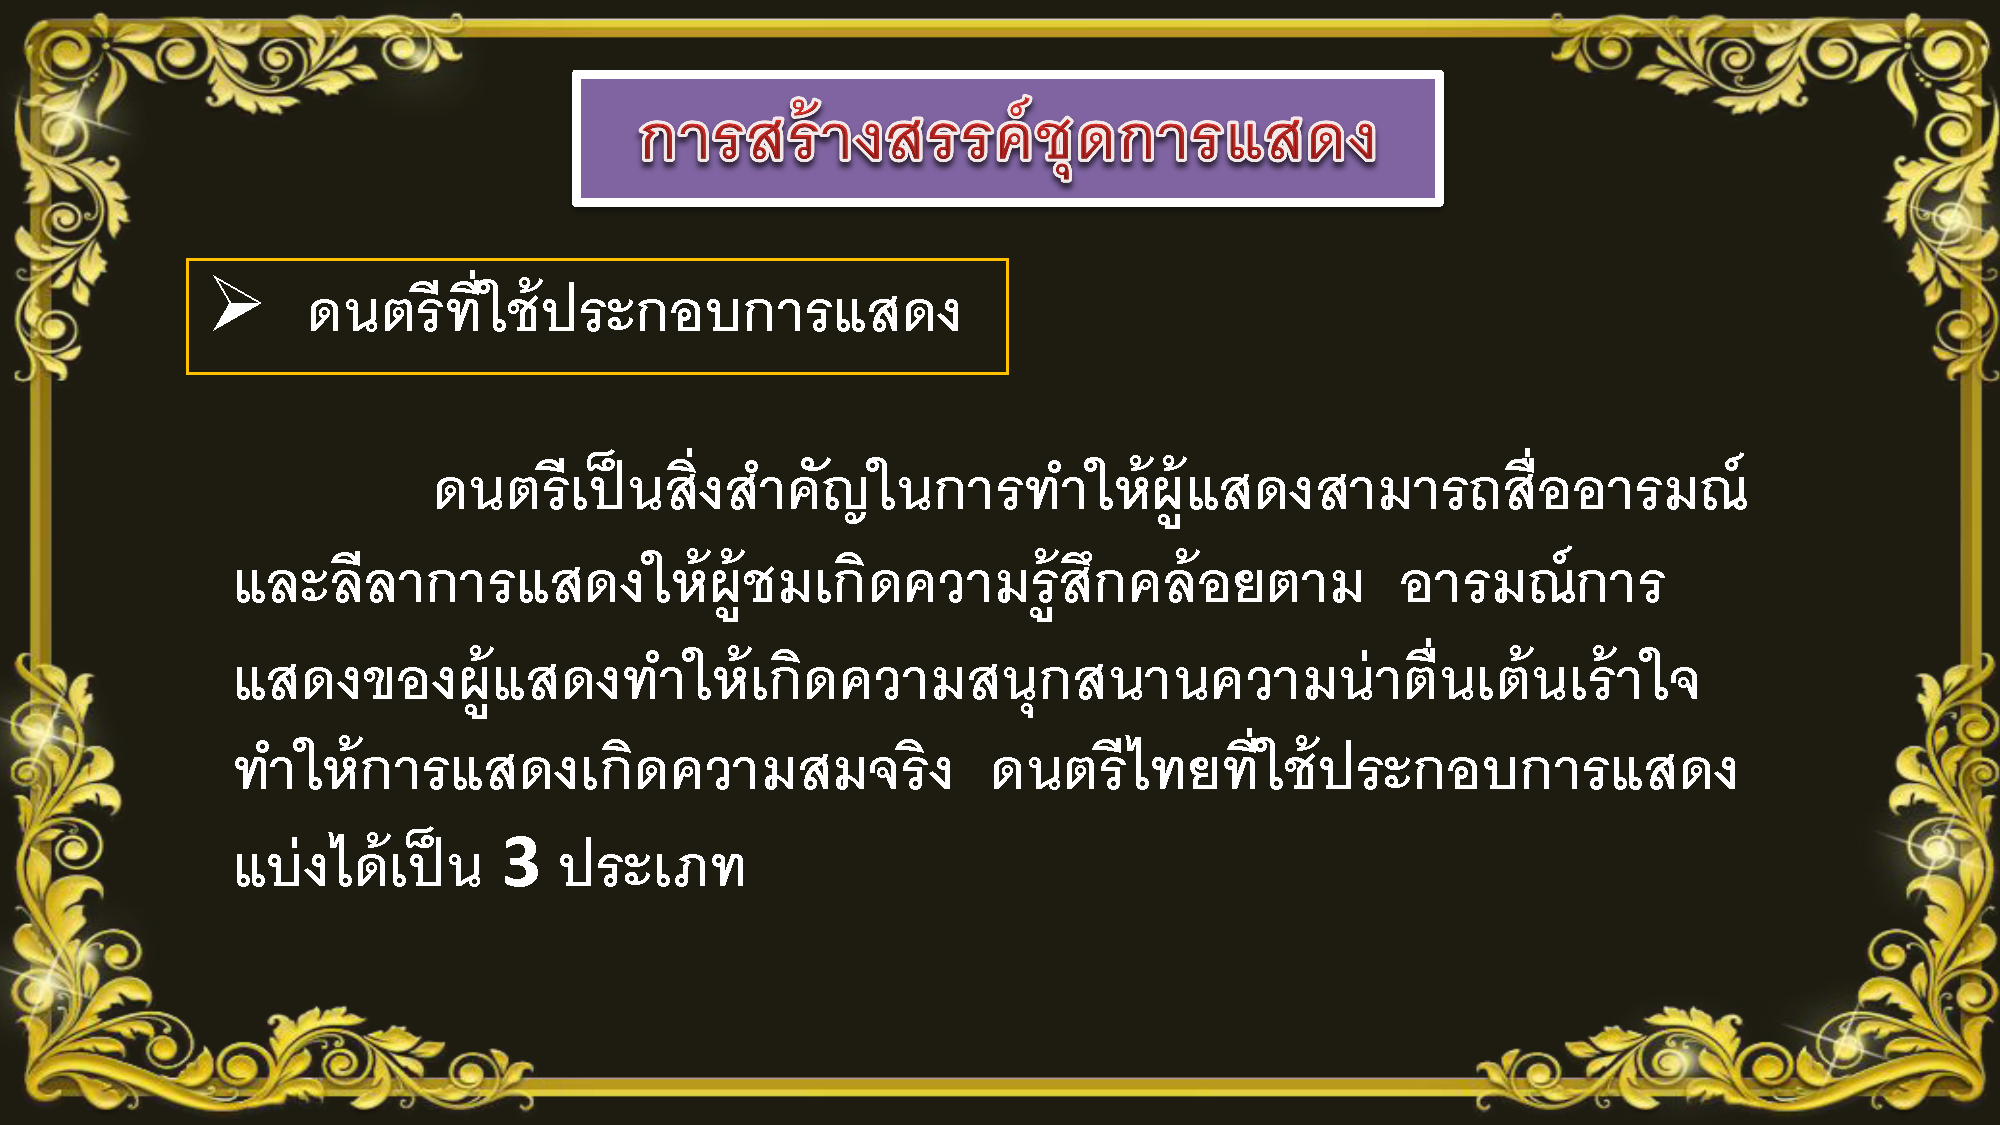 การสร้างสรรค์ชุดการแสดง
ดนตรีที่ใช้ประกอบการแสดง
ดนตรีเป็นสิ่งสำคัญในการทำให้ผู้แสดงสามารถสื่ออารมณ์
และลีลาการแสดงให้ผู้ชมเกิดความรู้สึกคล้อยตาม อารมณ์การ
แสดงของผู้แสดงทำให้เกิดความสนุกสนานความน่าตื่นเต้นเร้าใจ
ทำให้การแสดงเกิดความสมจริง ดนตรีไทยที่ใช้ประกอบการแสดง
แบ่งได้เป็น 3 ประเภท